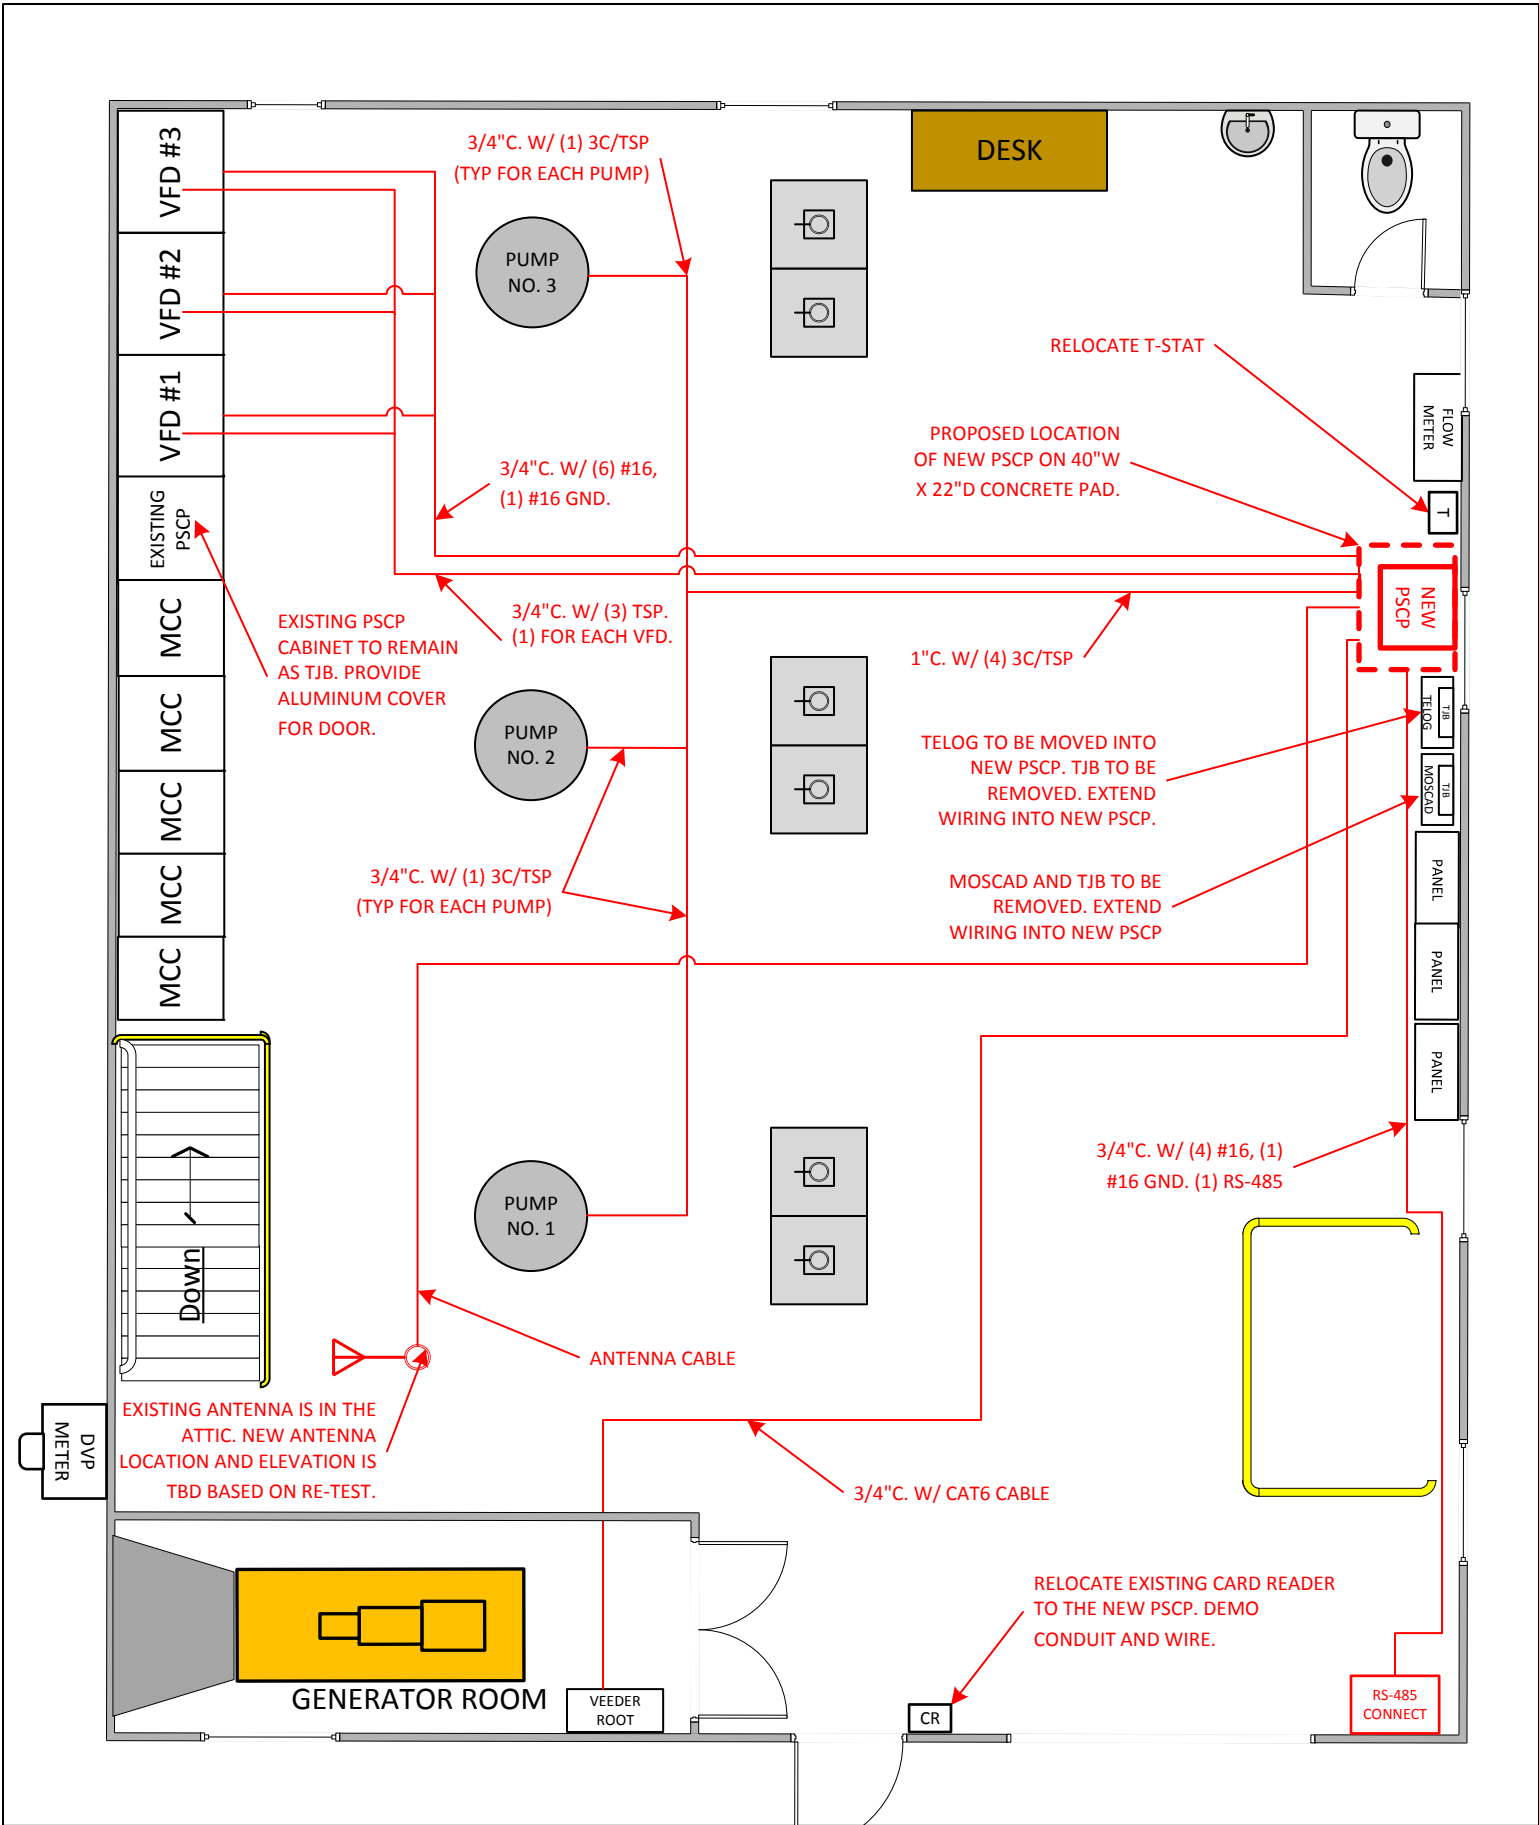 VFD #3
VFD #2
VFD #1
EXISTING
PSCP
MCC
MCC
MCC
MCC
MCC
3/4"C. W/ (1) 3C/TSP
(TYP FOR EACH PUMP)
DESK
PUMP
NO. 3
RELOCATE T-STAT
FLOW
METER
T
PROPOSED LOCATION
OF NEW PSCP ON 40"W
X 22"D CONCRETE PAD.
3/4"C. W/ (6) #16,
(1) #16 GND.
NEW
PSCP
EXISTING PSCP
CABINET TO REMAIN
AS TJB. PROVIDE
ALUMINUM COVER
FOR DOOR.
3/4"C. W/ (3) TSP.
(1) FOR EACH VFD.
1"C. W/ (4) 3C/TSP
TJB
TELOG
TJB
MOSCAD
PUMP
NO. 2
TELOG TO BE MOVED INTO
NEW PSCP. TJB TO BE
REMOVED. EXTEND
WIRING INTO NEW PSCP.
3/4"C. W/ (1) 3C/TSP
(TYP FOR EACH PUMP)
MOSCAD AND TJB TO BE
REMOVED. EXTEND
WIRING INTO NEW PSCP
PANEL
PANEL
PANEL
3/4"C. W/ (4) #16, (1)
#16 GND. (1) RS-485
PUMP
NO. 1
Down
ANTENNA CABLE
EXISTING ANTENNA IS IN THE
ATTIC. NEW ANTENNA
LOCATION AND ELEVATION IS
TBD BASED ON RE-TEST.
DVP
METER
3/4"C. W/ CAT6 CABLE
RELOCATE EXISTING CARD READER
TO THE NEW PSCP. DEMO
CONDUIT AND WIRE.
GENERATOR ROOM
VEEDER
ROOT
CR
RS-485
CONNECT